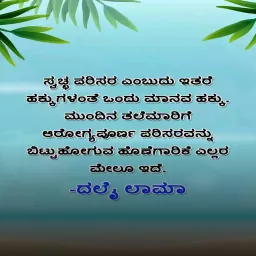 ಸ್ವಚ್ಛ ಪರಿಸರ ಎಂಬುದು ಇತರೆ
ಹಕ್ಕುಗಳಂತೆ ಒಂದು ಮಾನವ ಹಕ್ಕು.
ಮುಂದಿನ ತಲೆಮಾರಿಗೆ
ಆರೋಗ್ಯಪೂರ್ಣ ಪರಿಸರವನ್ನು
ಬಿಟ್ಟುಹೋಗುವ ಹೊಣೆಗಾರಿಕೆ ಎಲ್ಲರ
ಮೇಲೂ ಇದೆ.
-ದಲೈ ಲಾಮಾ